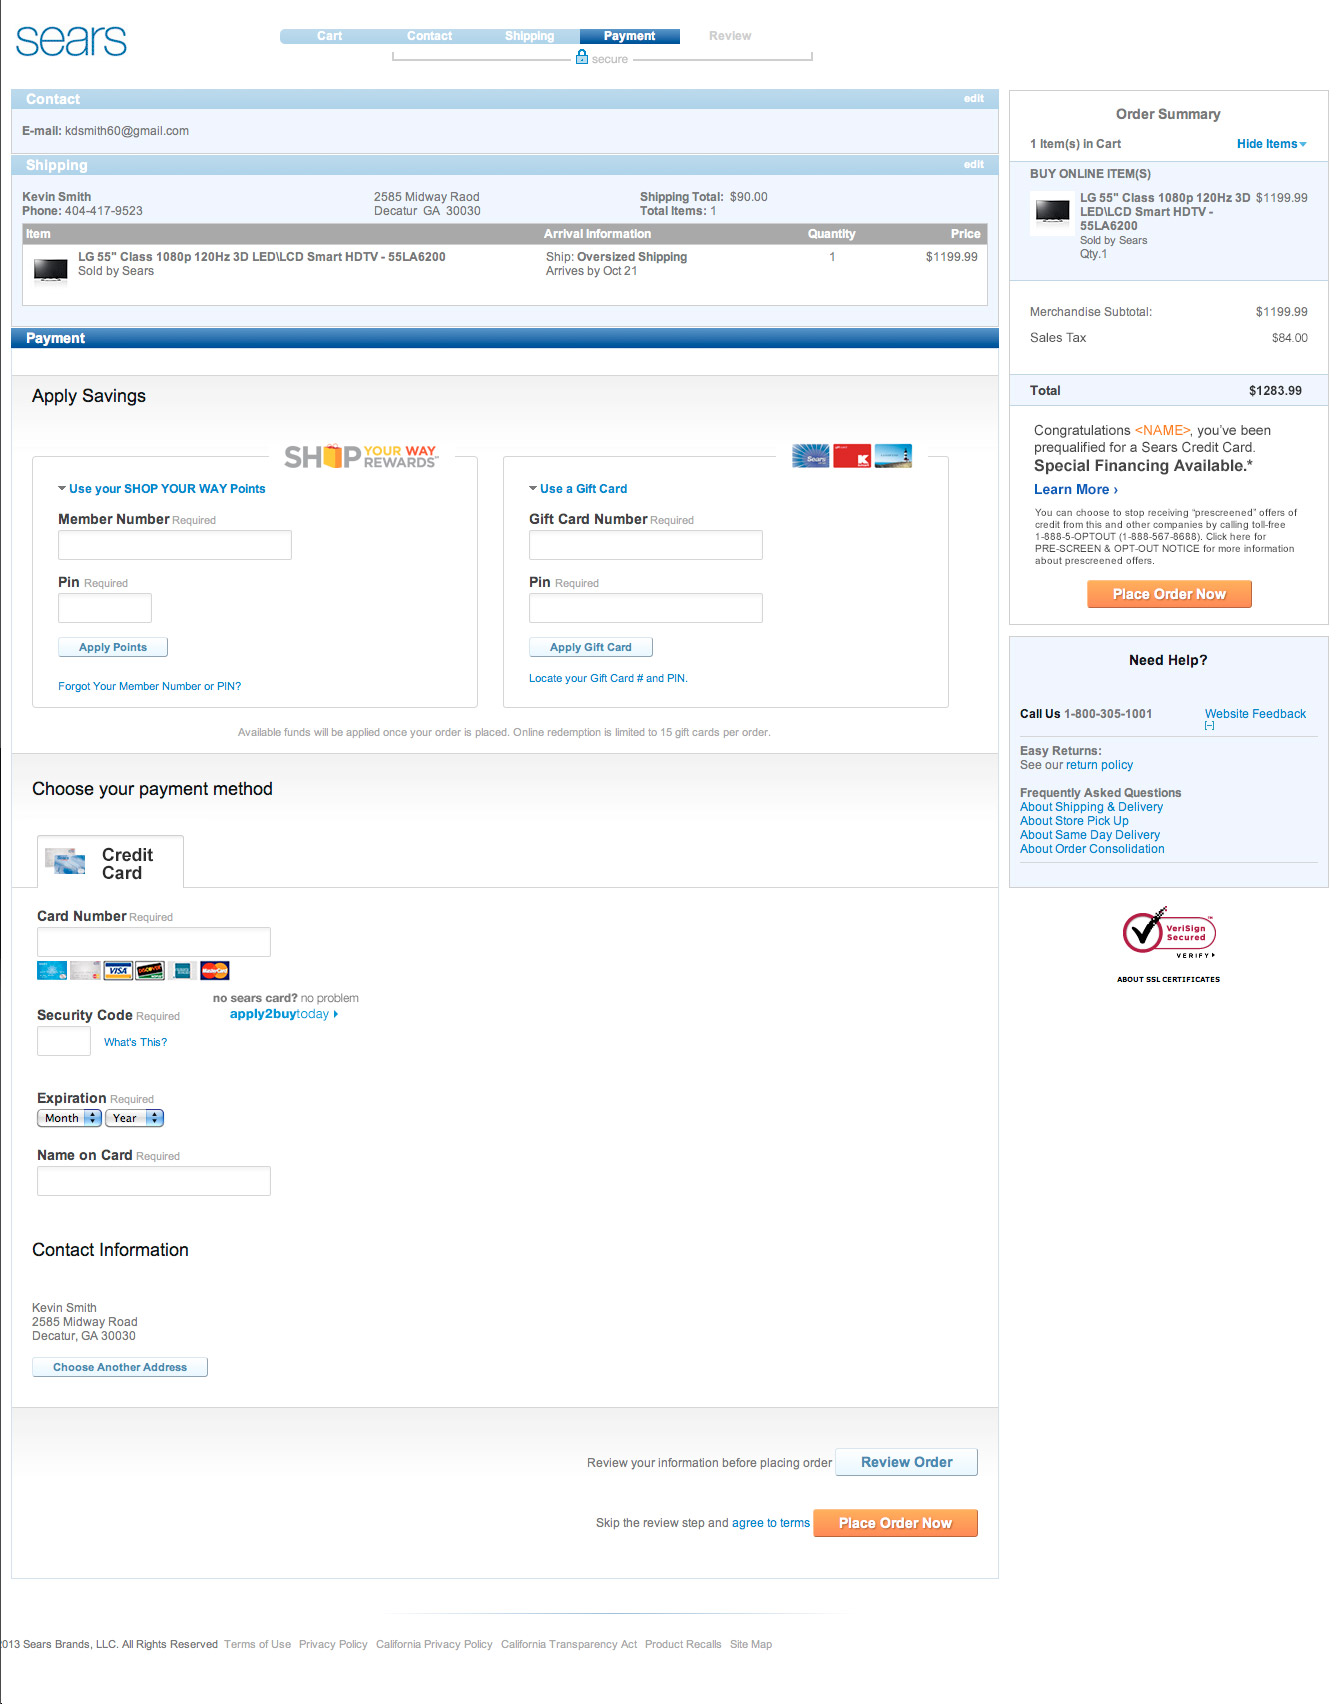 sears
Cart Contact Shipping Payment Review
secure
Contact edit
E-mail: kdsmith60@gmail.com
Shipping edit
Kevin Smith 2585 Midway Raod Shipping Total: $90.00
Phone: 404-417-9523 Decatur GA 30030 Total Items: 1
Item Arrival Information Quantity Price
LG 55" Class 1080p 120Hz 3D LED\LCD Smart HDTV - 55LA6200 Ship: Oversized Shipping 1 $1199.99
Sold by Sears Arrives by Oct 21
Payment
Apply Savings
SHOP YOUR WAY REWARDS
Use your SHOP YOUR WAY Points
Member Number Required
Pin Required
Apply Points
Forgot Your Member Number or PIN?
Use a Gift Card
Gift Card Number Required
Pin Required
Apply Gift Card
Locate your Gift Card # and PIN.
Available funds will be applied once your order is placed. Online redemption is limited to 15 gift cards per order.
Choose your payment method
Credit
Card
Card Number Required
VISA DISCOVER MasterCard
no sears card? no problem
apply2buytoday
Security Code Required
What's This?
Expiration Required
Month Year
Name on Card Required
Contact Information
Kevin Smith
2585 Midway Road
Decatur, GA 30030
Choose Another Address
Review your information before placing order Review Order
Skip the review step and agree to terms Place Order Now
Order Summary
1 Item(s) in Cart Hide Items
BUY ONLINE ITEM(S)
LG 55" Class 1080p 120Hz 3D $1199.99
LED\LCD Smart HDTV -
55LA6200
Sold by Sears
Qty.1
Merchandise Subtotal: $1199.99
Sales Tax $84.00
Total $1283.99
Congratulations <NAME>, you've been
prequalified for a Sears Credit Card.
Special Financing Available.*
Learn More ›
You can choose to stop receiving "prescreened" offers of
credit from this and other companies by calling toll-free
1-888-5-OPTOUT (1-888-567-8688). Click here for
PRE-SCREEN & OPT-OUT NOTICE for more information
about prescreened offers.
Place Order Now
Need Help?
Call Us 1-800-305-1001 Website Feedback
[–]
Easy Returns:
See our return policy
Frequently Asked Questions
About Shipping & Delivery
About Store Pick Up
About Same Day Delivery
About Order Consolidation
VeriSign
Secured
VERIFY
ABOUT SSL CERTIFICATES
013 Sears Brands, LLC. All Rights Reserved Terms of Use Privacy Policy California Privacy Policy California Transparency Act Product Recalls Site Map